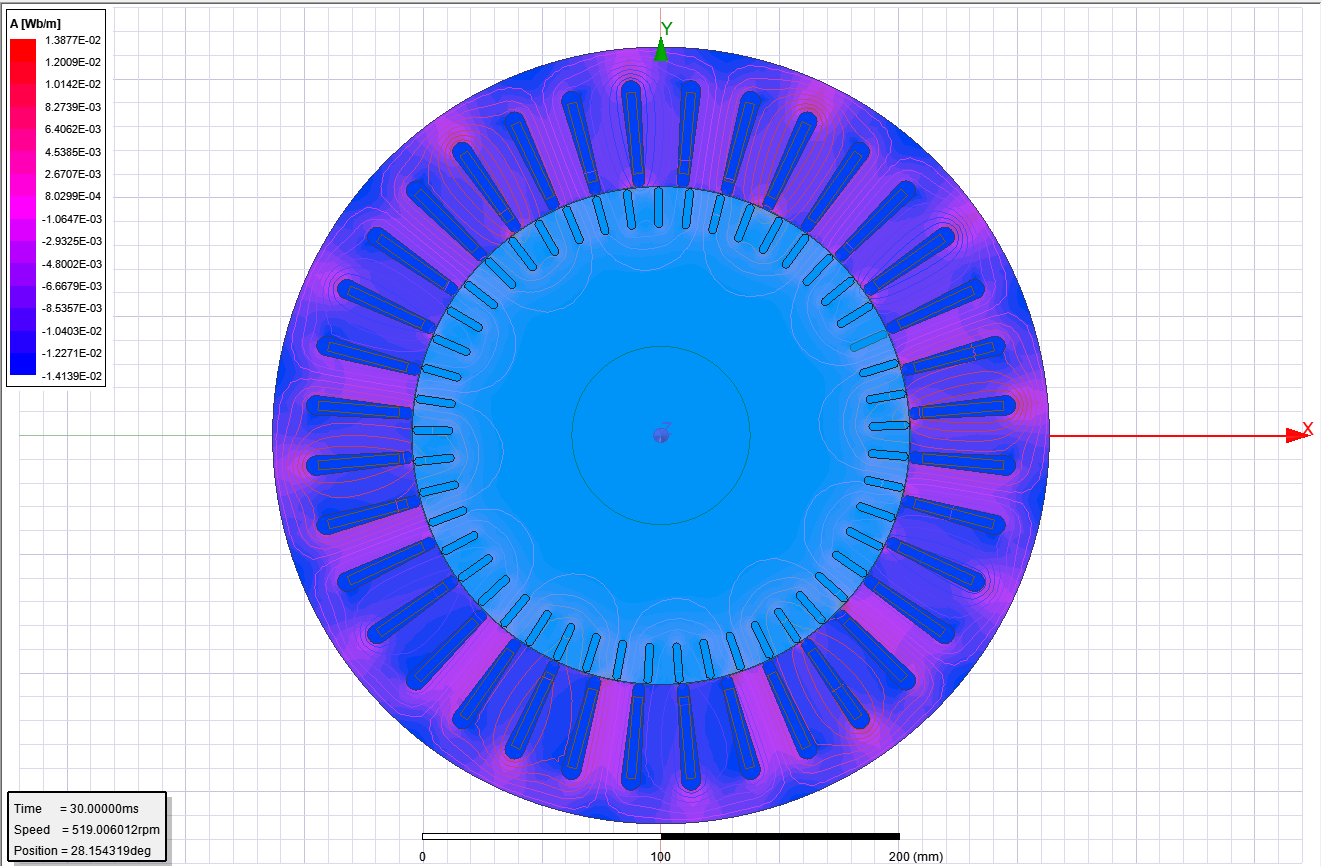 A [Wb/m]
1.3877E-02
1.2009E-02
1.0142E-02
8.2739E-03
6.4062E-03
4.5385E-03
2.6707E-03
8.0299E-04
-1.0647E-03
-2.9325E-03
-4.8002E-03
-6.6679E-03
-8.5357E-03
-1.0403E-02
-1.2271E-02
-1.4139E-02
Y
X
Z
Time = 30.00000ms
Speed = 519.006012rpm
Position = 28.154319deg
0 100 200 (mm)